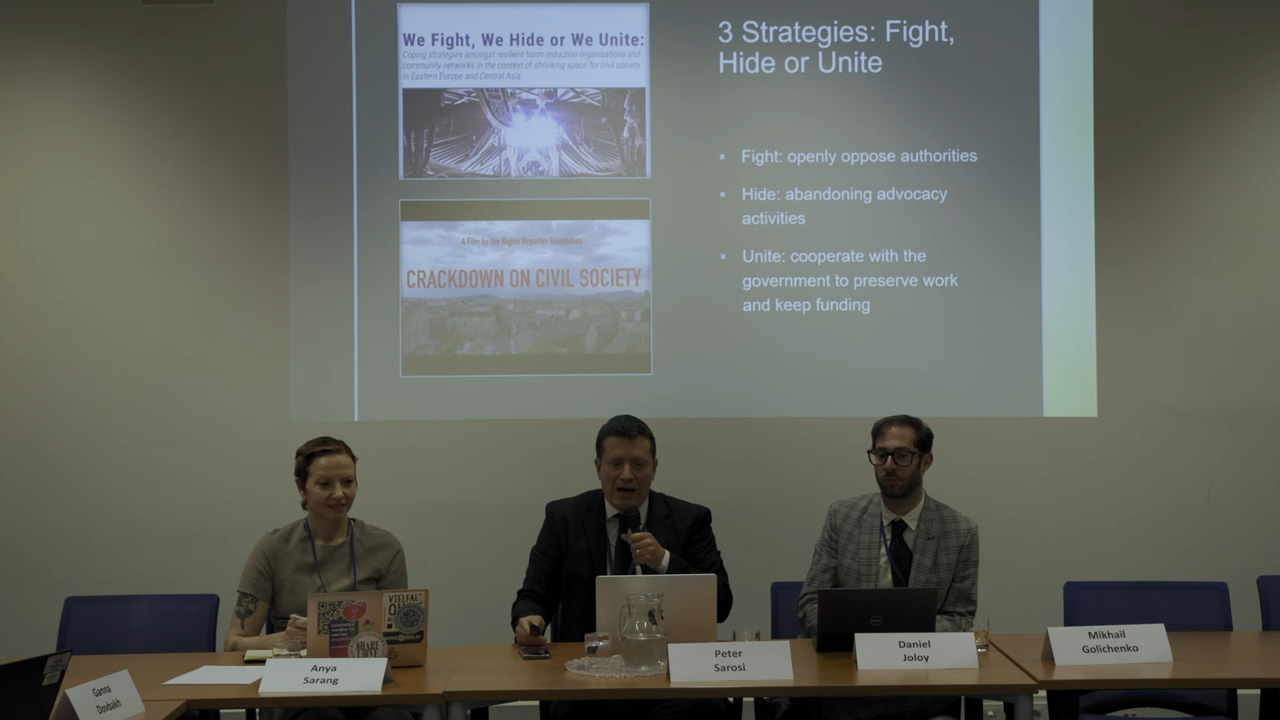 We Fight, We Hide or We Unite:
Coping strategies amongst resilient harm reduction organisations and
community networks in the context of shrinking space for civil society
in Eastern Europe and Central Asia
A Film by the Rights Reporter Foundation
CRACKDOWN ON CIVIL SOCIETY
3 Strategies: Fight,
Hide or Unite
▪ Fight: openly oppose authorities
▪ Hide: abandoning advocacy
activities
▪ Unite: cooperate with the
government to preserve work
and keep funding
VIELFAL
SHARE
DELL
Ganna
Dovbakh
Anya
Sarang
Peter
Sarosi
Daniel
Joloy
Mikhail
Golichenko